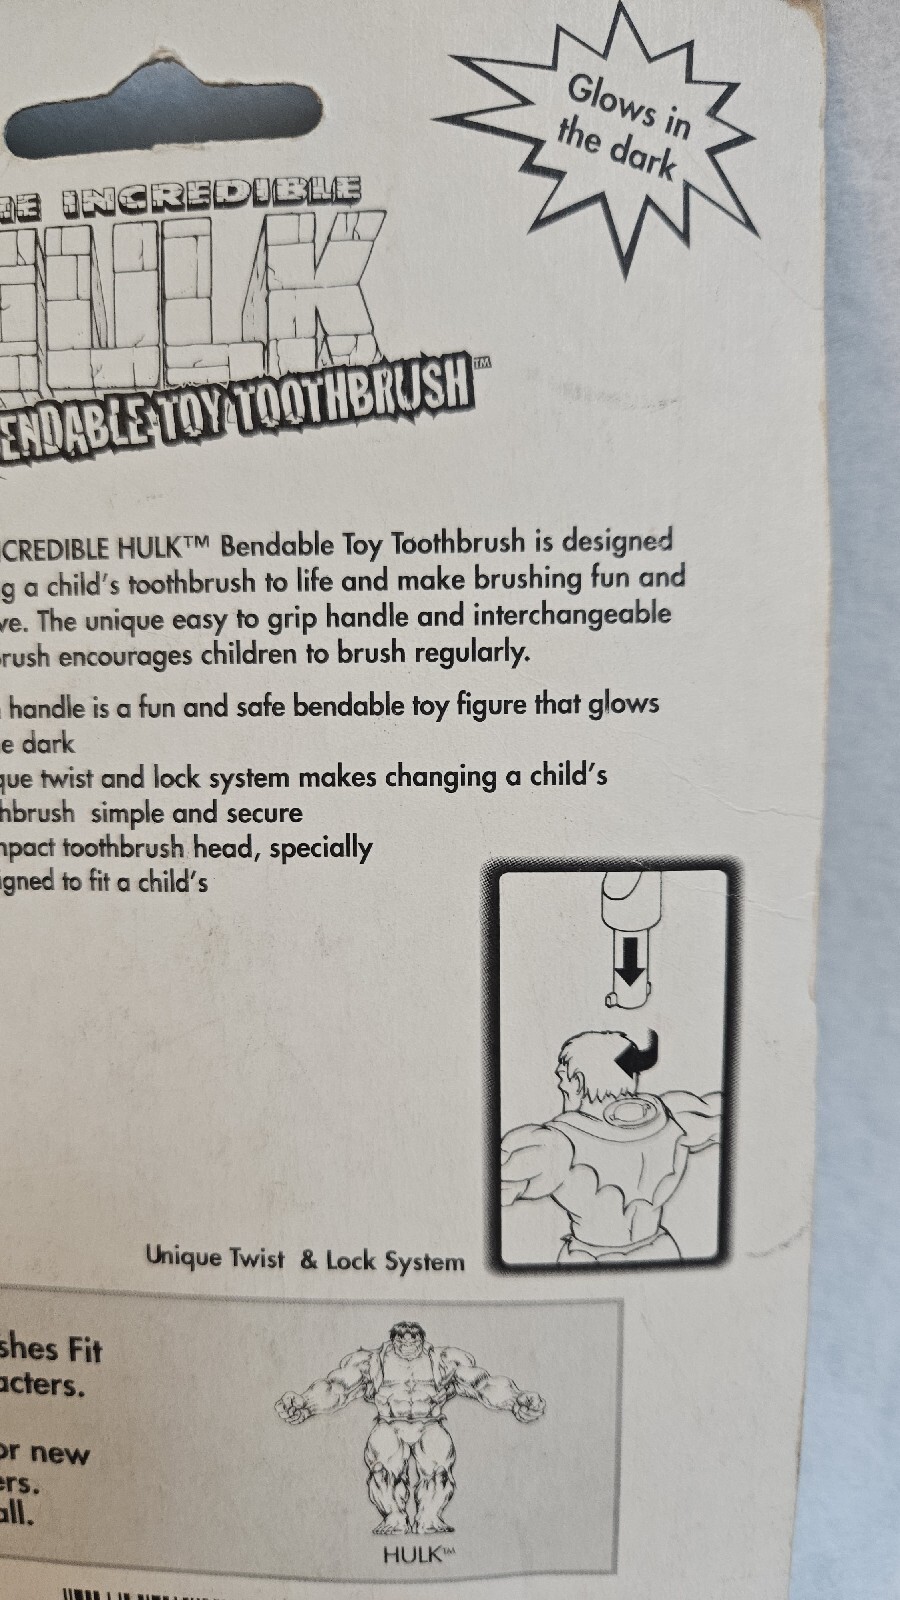 Glows in
the dark
INCREDIBLE
HULK
ENDABLE TOY TOOTHBRUSH™
CREDIBLE HULK™ Bendable Toy Toothbrush is designed
g a child's toothbrush to life and make brushing fun and
ve. The unique easy to grip handle and interchangeable
rush encourages children to brush regularly.
handle is a fun and safe bendable toy figure that glows
e dark
que twist and lock system makes changing a child's
hbrush simple and secure
mpact toothbrush head, specially
igned to fit a child's
Unique Twist & Lock System
shes Fit
acters.
or new
ers.
all.
HULK™